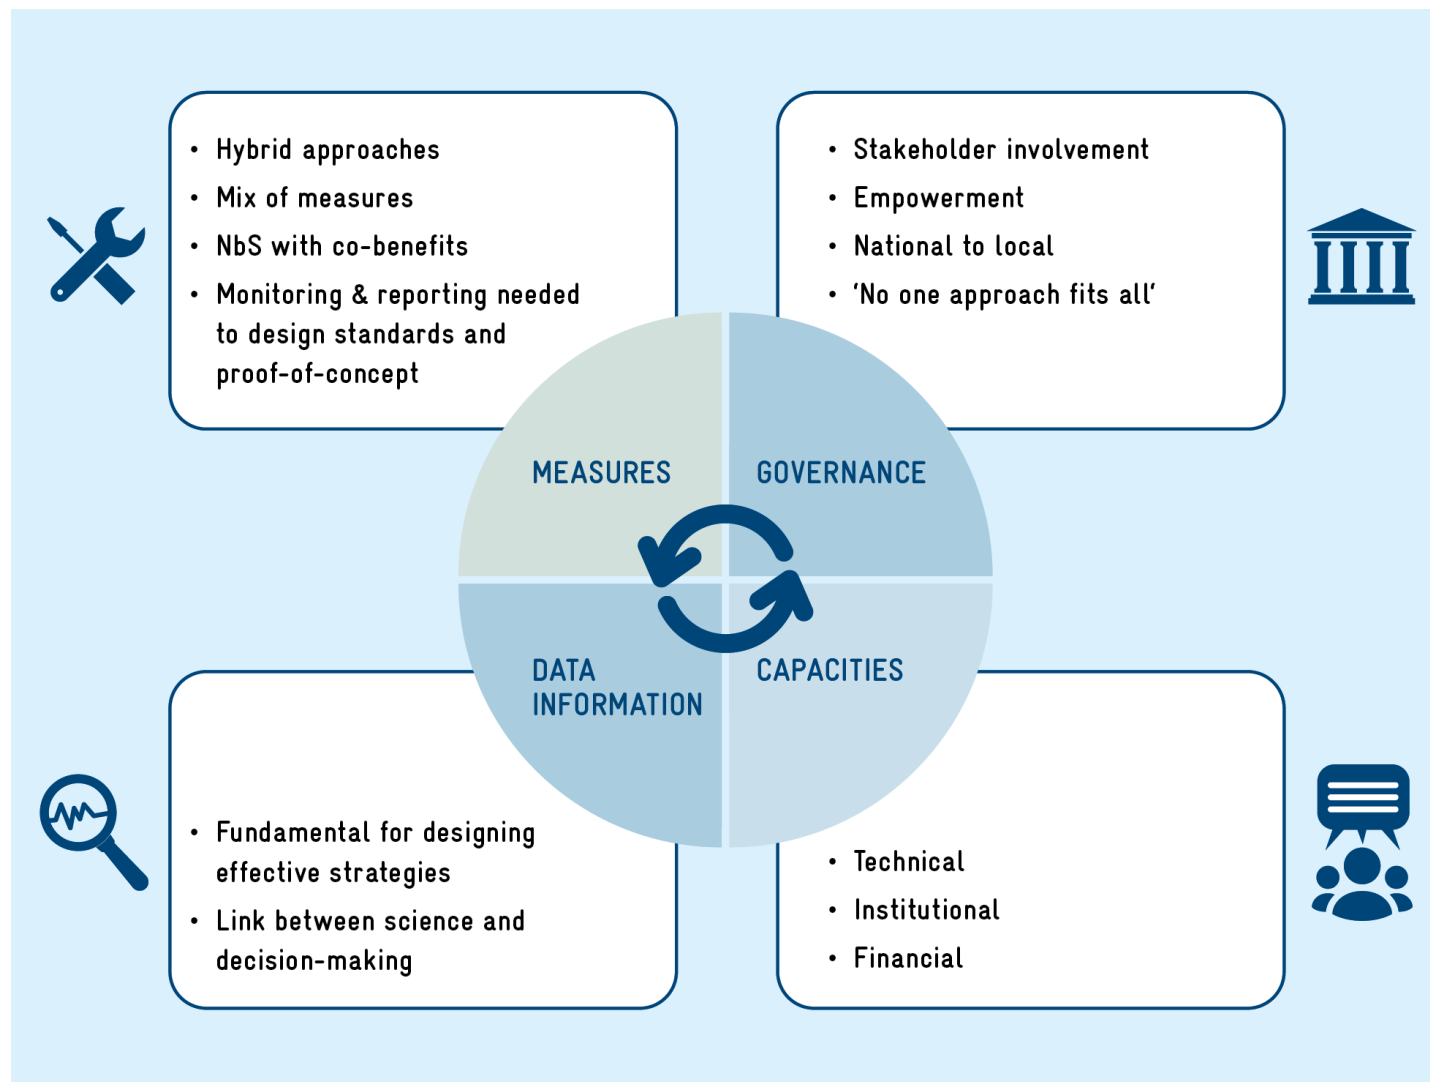 • Hybrid approaches
• Mix of measures
• NbS with co-benefits
• Monitoring & reporting needed
to design standards and
proof-of-concept
• Stakeholder involvement
• Empowerment
• National to local
• ‘No one approach fits all‘
MEASURES
GOVERNANCE
DATA
INFORMATION
CAPACITIES
• Fundamental for designing
effective strategies
• Link between science and
decision-making
• Technical
• Institutional
• Financial